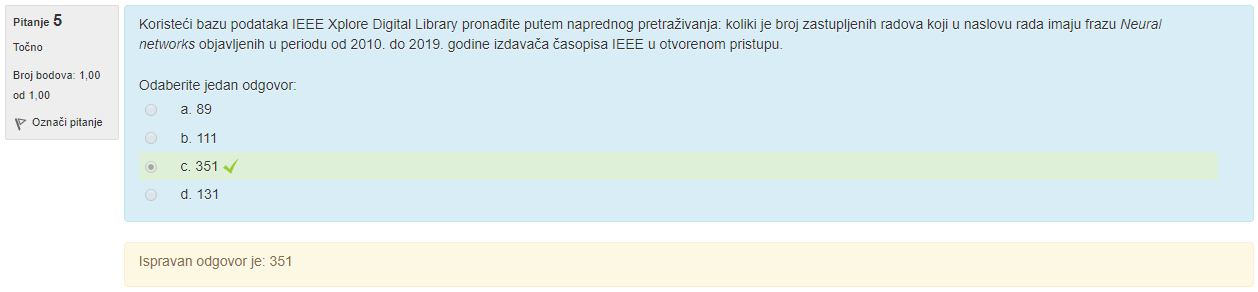 Pitanje 5
Točno
Broj bodova: 1,00
od 1,00
Označi pitanje
Koristeći bazu podataka IEEE Xplore Digital Library pronađite putem naprednog pretraživanja: koliki je broj zastupljenih radova koji u naslovu rada imaju frazu Neural
networks objavljenih u periodu od 2010. do 2019. godine izdavača časopisa IEEE u otvorenom pristupu.
Odaberite jedan odgovor:
a. 89
b. 111
c. 351
d. 131
Ispravan odgovor je: 351